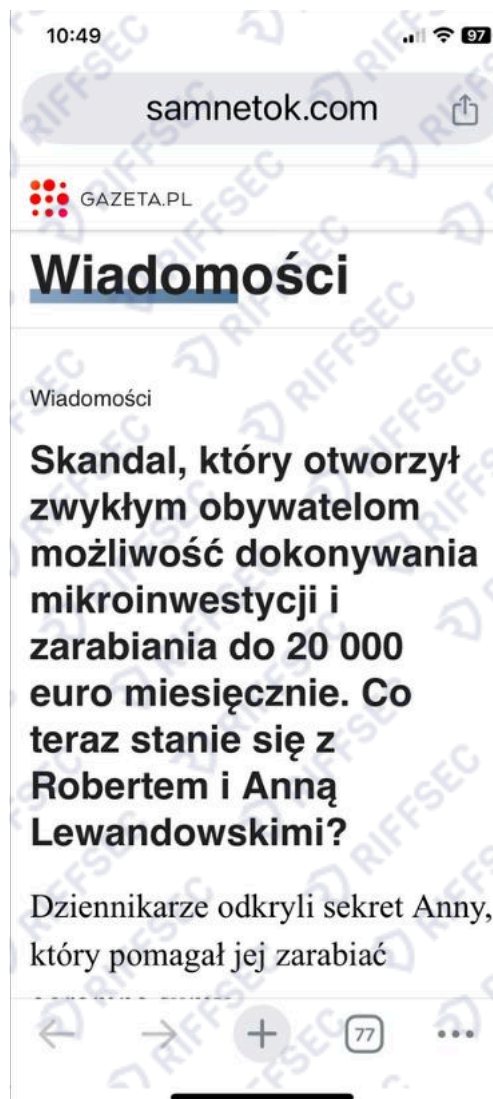 10:49
97
samnetok.com
GAZETA.PL
Wiadomości
Wiadomości
Skandal, który otworzył
zwykłym obywatelom
możliwość dokonywania
mikroinwestycji i
zarabiania do 20 000
euro miesięcznie. Co
teraz stanie się z
Robertem i Anną
Lewandowskimi?
Dziennikarze odkryli sekret Anny,
który pomagał jej zarabiać
77
RIFFSEC